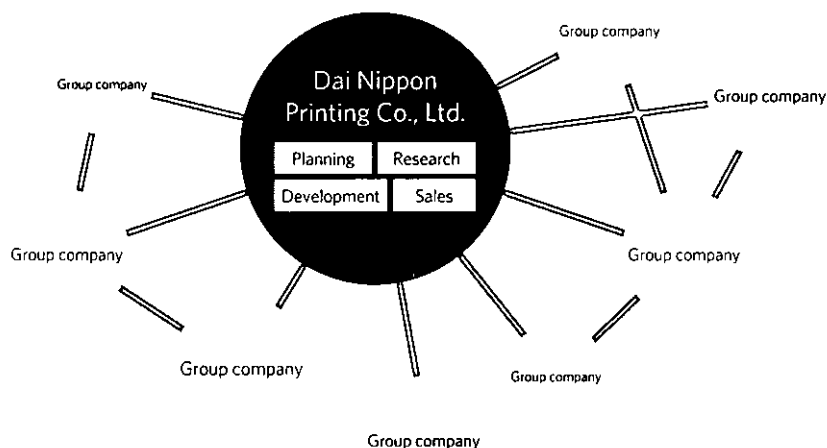 Group company
Group company
Group company
Dai Nippon
Printing Co., Ltd.
Planning
Research
Development
Sales
Group company
Group company
Group company
Group company
Group company